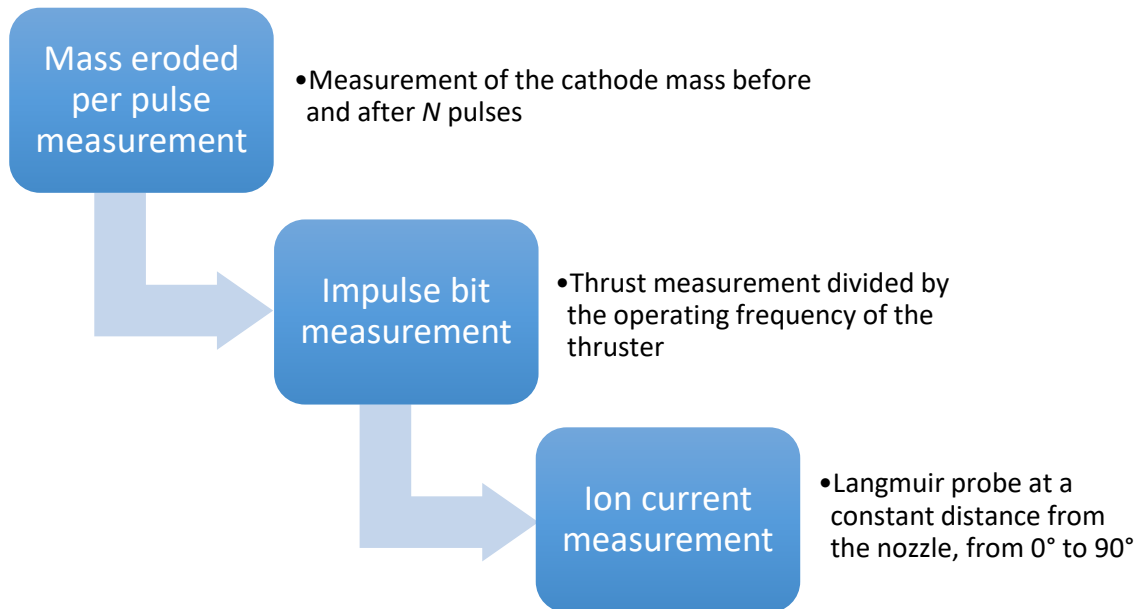 Mass eroded
per pulse
measurement
•Measurement of the cathode mass before
and after N pulses
Impulse bit
measurement
•Thrust measurement divided by
the operating frequency of the
thruster
Ion current
measurement
•Langmuir probe at a
constant distance from
the nozzle, from 0° to 90°